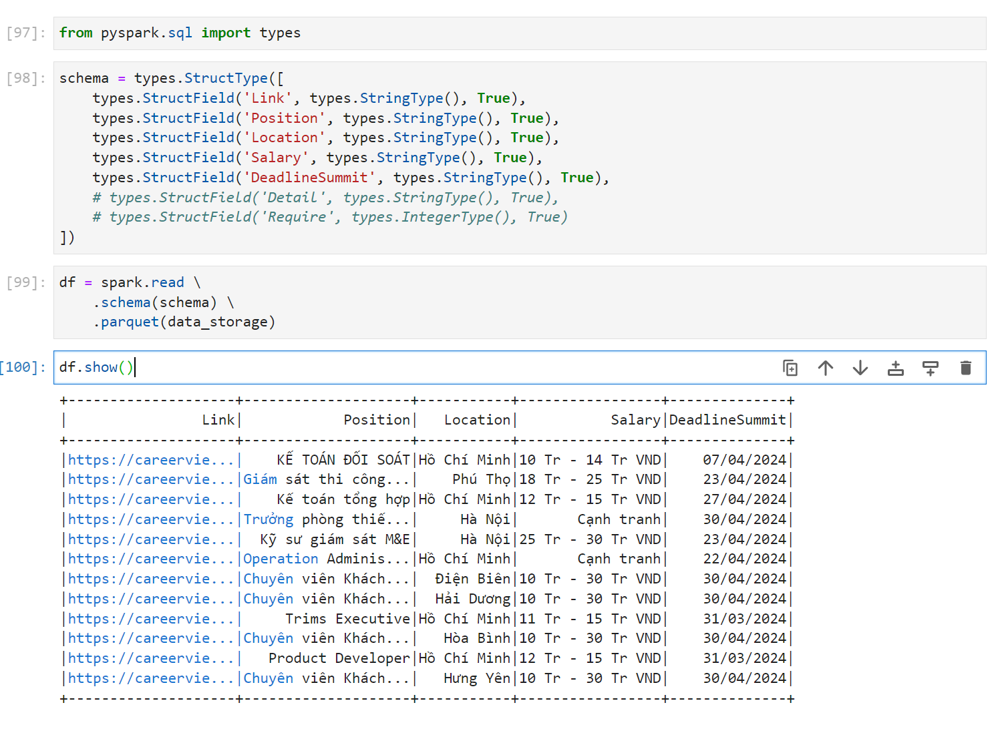 [97]: from pyspark.sql import types
[98]: schema = types.StructType([
    types.StructField('Link', types.StringType(), True),
    types.StructField('Position', types.StringType(), True),
    types.StructField('Location', types.StringType(), True),
    types.StructField('Salary', types.StringType(), True),
    types.StructField('DeadlineSummit', types.StringType(), True),
    # types.StructField('Detail', types.StringType(), True),
    # types.StructField('Require', types.IntegerType(), True)
])
[99]: df = spark.read \
    .schema(schema) \
    .parquet(data_storage)
[100]: df.show()
+--------------------+--------------------+-----------+-----------------+--------------+
|                Link|            Position|   Location|           Salary|DeadlineSummit|
+--------------------+--------------------+-----------+-----------------+--------------+
|https://careervie...|    KẾ TOÁN ĐỐI SOÁT|Hồ Chí Minh|10 Tr - 14 Tr VND|    07/04/2024|
|https://careervie...|Giám sát thi công...|    Phú Thọ|18 Tr - 25 Tr VND|    23/04/2024|
|https://careervie...|    Kế toán tổng hợp|Hồ Chí Minh|12 Tr - 15 Tr VND|    27/04/2024|
|https://careervie...|Trưởng phòng thiế...|     Hà Nội|       Cạnh tranh|    30/04/2024|
|https://careervie...|  Kỹ sư giám sát M&E|     Hà Nội|25 Tr - 30 Tr VND|    23/04/2024|
|https://careervie...|Operation Adminis...|Hồ Chí Minh|       Cạnh tranh|    22/04/2024|
|https://careervie...|Chuyên viên Khách...|  Điện Biên|10 Tr - 30 Tr VND|    30/04/2024|
|https://careervie...|Chuyên viên Khách...|  Hải Dương|10 Tr - 30 Tr VND|    30/04/2024|
|https://careervie...|     Trims Executive|Hồ Chí Minh|11 Tr - 15 Tr VND|    31/03/2024|
|https://careervie...|Chuyên viên Khách...|   Hòa Bình|10 Tr - 30 Tr VND|    30/04/2024|
|https://careervie...|   Product Developer|Hồ Chí Minh|12 Tr - 15 Tr VND|    31/03/2024|
|https://careervie...|Chuyên viên Khách...|   Hưng Yên|10 Tr - 30 Tr VND|    30/04/2024|
+--------------------+--------------------+-----------+-----------------+--------------+